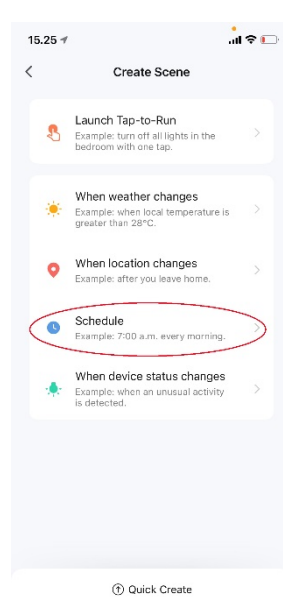 15.25
Create Scene
Launch Tap-to-Run
Example: turn off all lights in the
bedroom with one tap.
When weather changes
Example: when local temperature is
greater than 28°C.
When location changes
Example: after you leave home.
Schedule
Example: 7:00 a.m. every morning.
When device status changes
Example: when an unusual activity
is detected.
Quick Create